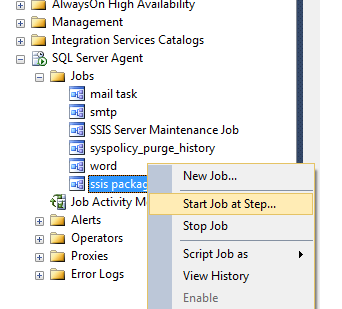 AlwaysOn High Availability
Management
Integration Services Catalogs
SQL Server Agent
Jobs
mail task
smtp
SSIS Server Maintenance Job
syspolicy_purge_history
word
ssis packag
Job Activity M
Alerts
Operators
Proxies
Error Logs
New Job...
Start Job at Step...
Stop Job
Script Job as
View History
Enable